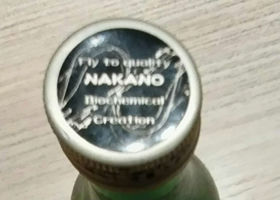 Fly to quality
NAKANO
Biochemical
Creation